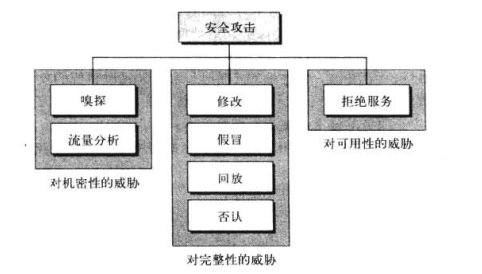 安全攻击
嗅探
修改
拒绝服务
流量分析
假冒
对可用性的威胁
回放
对机密性的威胁
否认
对完整性的威胁